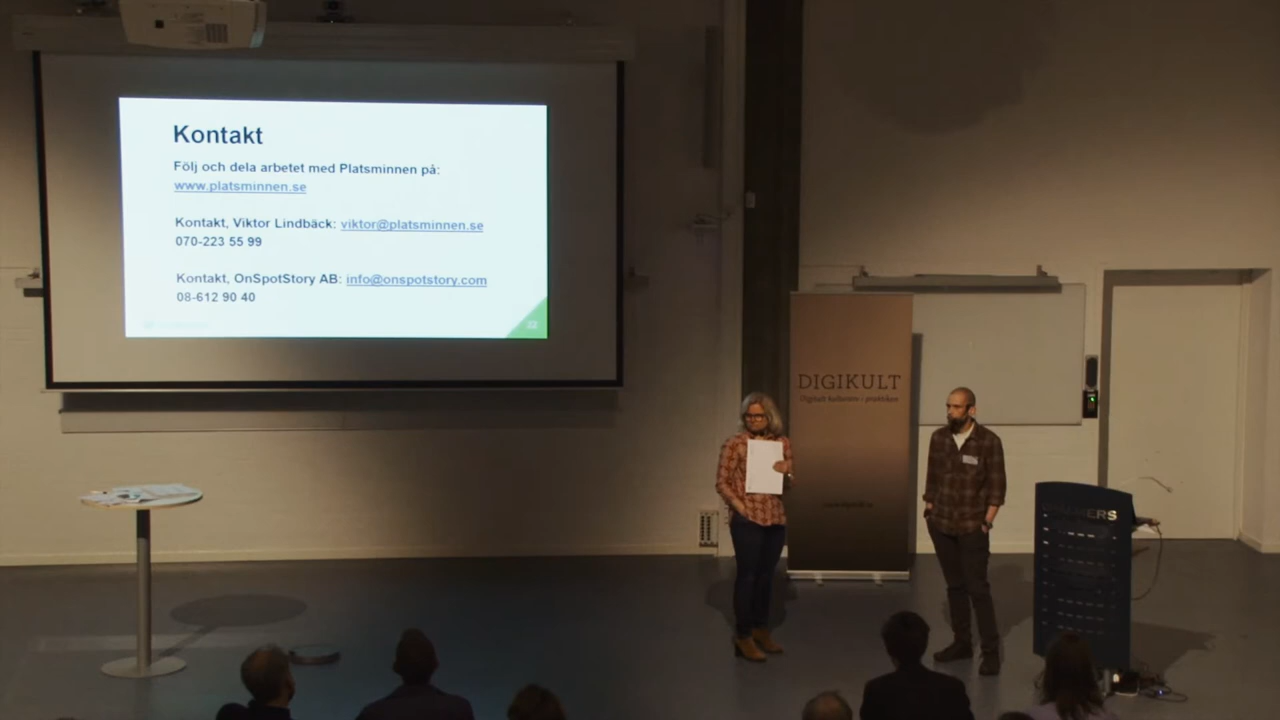 Kontakt
Följ och dela arbetet med Platsminnen på:
www.platsminnen.se
Kontakt, Viktor Lindbäck: viktor@platsminnen.se
070-223 55 99
Kontakt, OnSpotStory AB: info@onspotstory.com
08-612 90 40
DIGIKULT
Digitalt kulturarv i praktiken